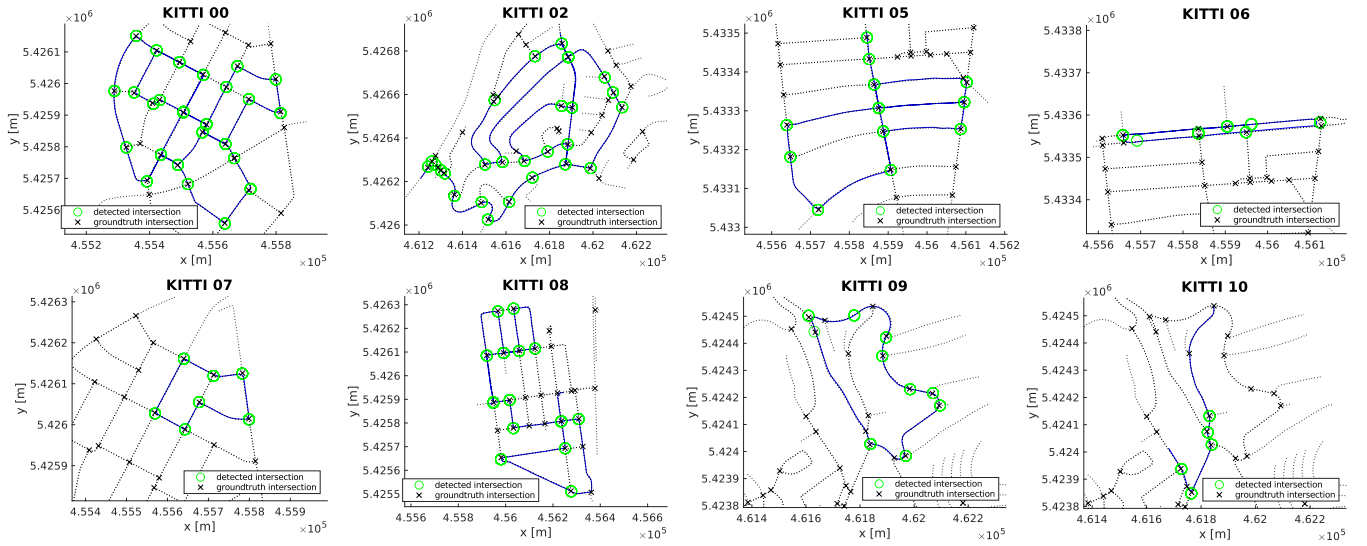 KITTI 00
×10⁶
5.4261
5.426
5.4259
5.4258
5.4257
5.4256
y [m]
detected intersection
groundtruth intersection
4.552
4.554
4.556
4.558
x [m]
×10⁵
KITTI 02
×10⁶
5.4268
5.4266
5.4264
5.4262
5.426
y [m]
detected intersection
groundtruth intersection
4.612
4.614
4.616
4.618
4.62
4.622
x [m]
×10⁵
KITTI 05
×10⁶
5.4335
5.4334
5.4333
5.4332
5.4331
5.433
y [m]
detected intersection
groundtruth intersection
4.556
4.557
4.558
4.559
4.56
4.561
4.562
x [m]
×10⁵
KITTI 06
×10⁶
5.4338
5.4337
5.4336
5.4335
5.4334
y [m]
detected intersection
groundtruth intersection
4.556
4.557
4.558
4.559
4.56
4.561
x [m]
×10⁵
KITTI 07
×10⁶
5.4263
5.4262
5.4261
5.426
5.4259
y [m]
detected intersection
groundtruth intersection
4.554
4.555
4.556
4.557
4.558
4.559
x [m]
×10⁵
KITTI 08
×10⁶
5.4263
5.4262
5.4261
5.426
5.4259
5.4258
5.4257
5.4256
5.4255
y [m]
detected intersection
groundtruth intersection
4.556
4.558
4.56
4.562
4.564
4.566
x [m]
×10⁵
KITTI 09
×10⁶
5.4245
5.4244
5.4243
5.4242
5.4241
5.424
5.4239
5.4238
y [m]
detected intersection
groundtruth intersection
4.614
4.616
4.618
4.62
4.622
x [m]
×10⁵
KITTI 10
×10⁶
5.4245
5.4244
5.4243
5.4242
5.4241
5.424
5.4239
5.4238
y [m]
detected intersection
groundtruth intersection
4.614
4.616
4.618
4.62
4.622
x [m]
×10⁵